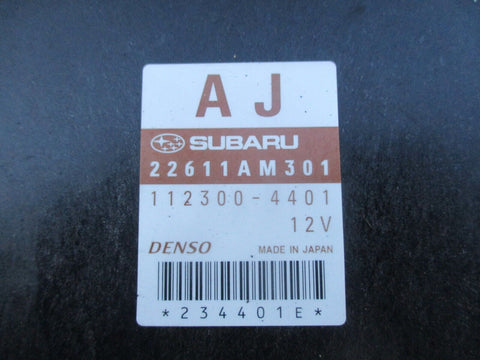 AJ
SUBARU
22611AM301
112300-4401
12V
DENSO MADE IN JAPAN
*234401E*